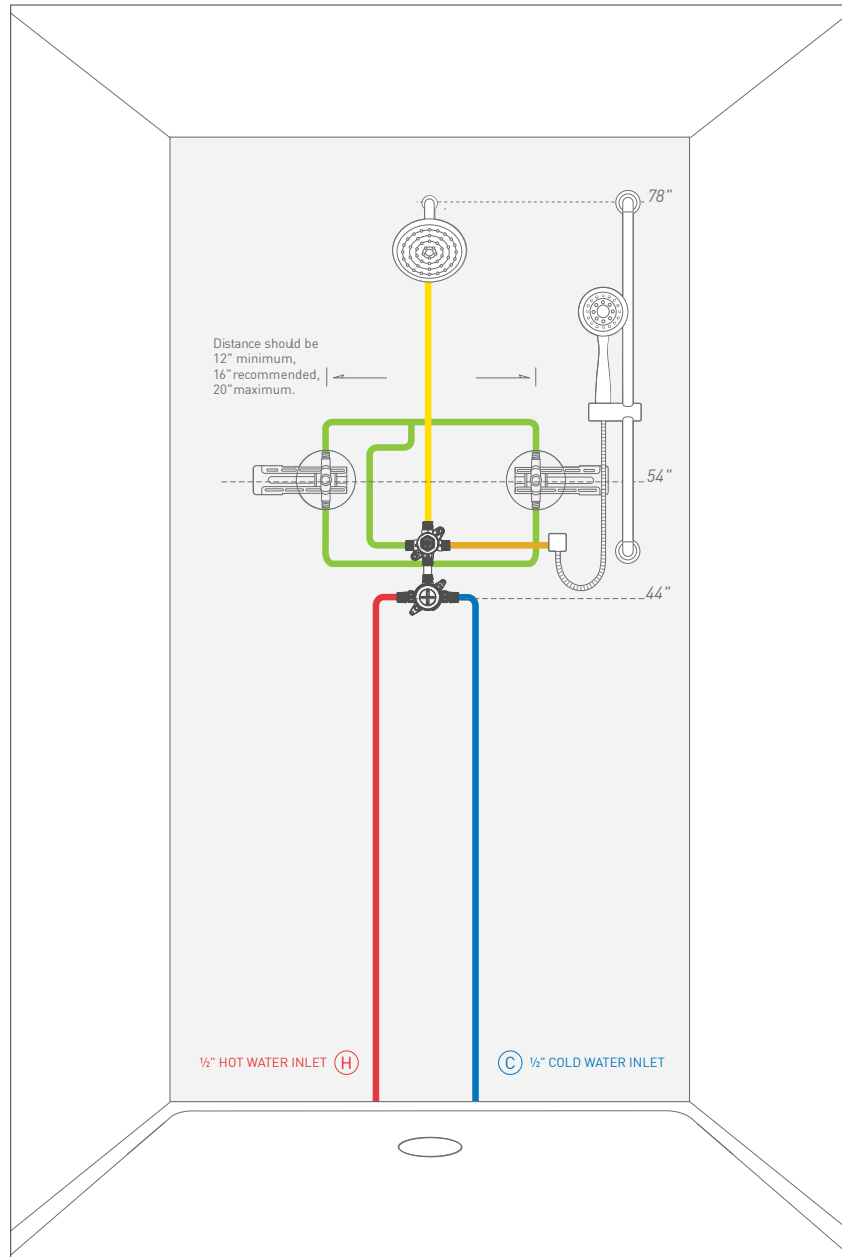 78"
Distance should be
12" minimum,
16" recommended,
20" maximum.
54"
44"
½" HOT WATER INLET H
C ½" COLD WATER INLET